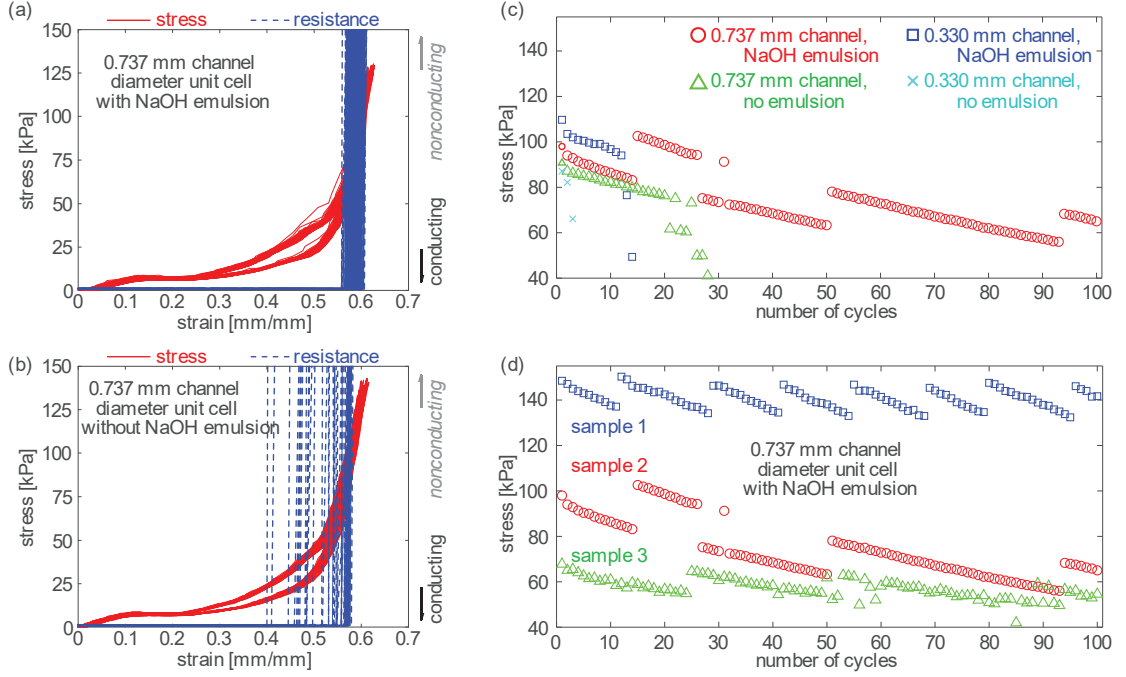 (a)
stress
resistance
150
125
100
75
50
25
0
stress [kPa]
0.737 mm channel
diameter unit cell
with NaOH emulsion
nonconducting
conducting
0
0.1
0.2
0.3
0.4
0.5
0.6
0.7
strain [mm/mm]
(b)
stress
resistance
150
125
100
75
50
25
0
stress [kPa]
0.737 mm channel
diameter unit cell
without NaOH emulsion
nonconducting
conducting
0
0.1
0.2
0.3
0.4
0.5
0.6
0.7
strain [mm/mm]
(c)
0.737 mm channel,
NaOH emulsion
0.330 mm channel,
NaOH emulsion
0.737 mm channel,
no emulsion
0.330 mm channel,
no emulsion
140
120
100
80
60
40
stress [kPa]
0
10
20
30
40
50
60
70
80
90
100
number of cycles
(d)
140
120
100
80
60
40
stress [kPa]
sample 1
sample 2
sample 3
0.737 mm channel
diameter unit cell
with NaOH emulsion
0
10
20
30
40
50
60
70
80
90
100
number of cycles